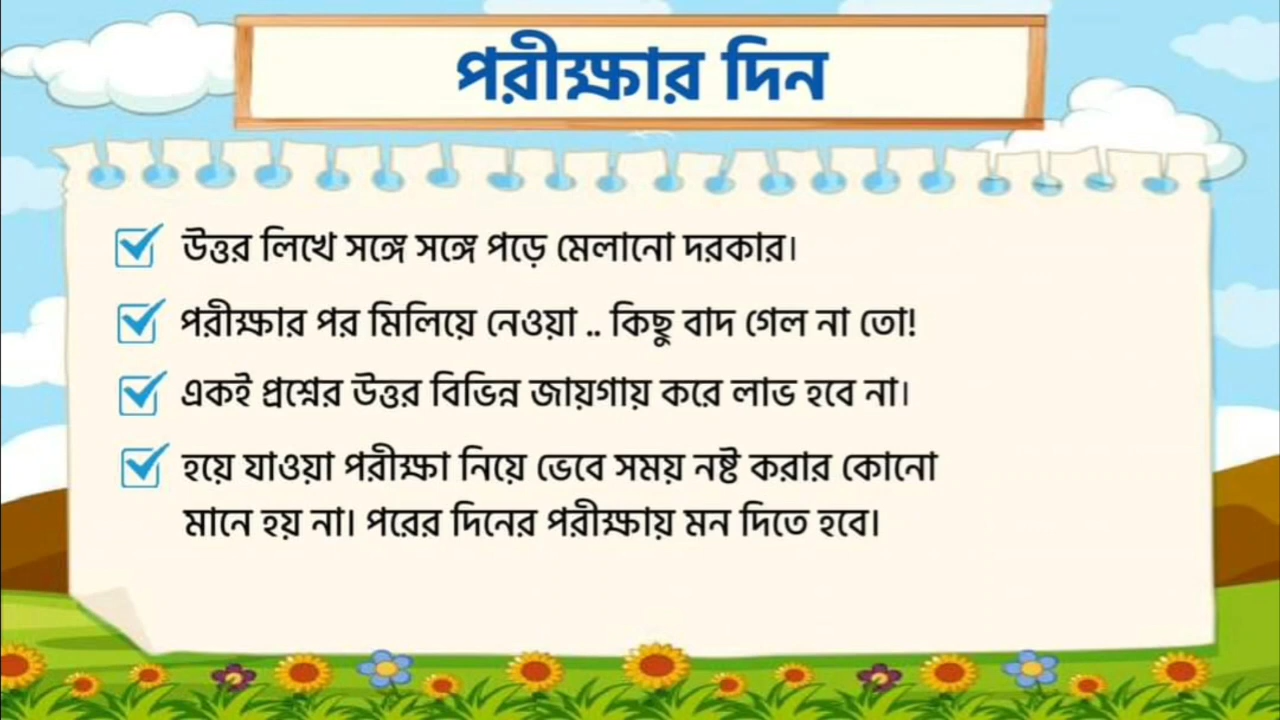 পরীক্ষার দিন
উত্তর লিখে সঙ্গে সঙ্গে পড়ে মেলানো দরকার।
পরীক্ষার পর মিলিয়ে নেওয়া .. কিছু বাদ গেল না তো!
একই প্রশ্নের উত্তর বিভিন্ন জায়গায় করে লাভ হবে না।
হয়ে যাওয়া পরীক্ষা নিয়ে ভেবে সময় নষ্ট করার কোনো
মানে হয় না। পরের দিনের পরীক্ষায় মন দিতে হবে।